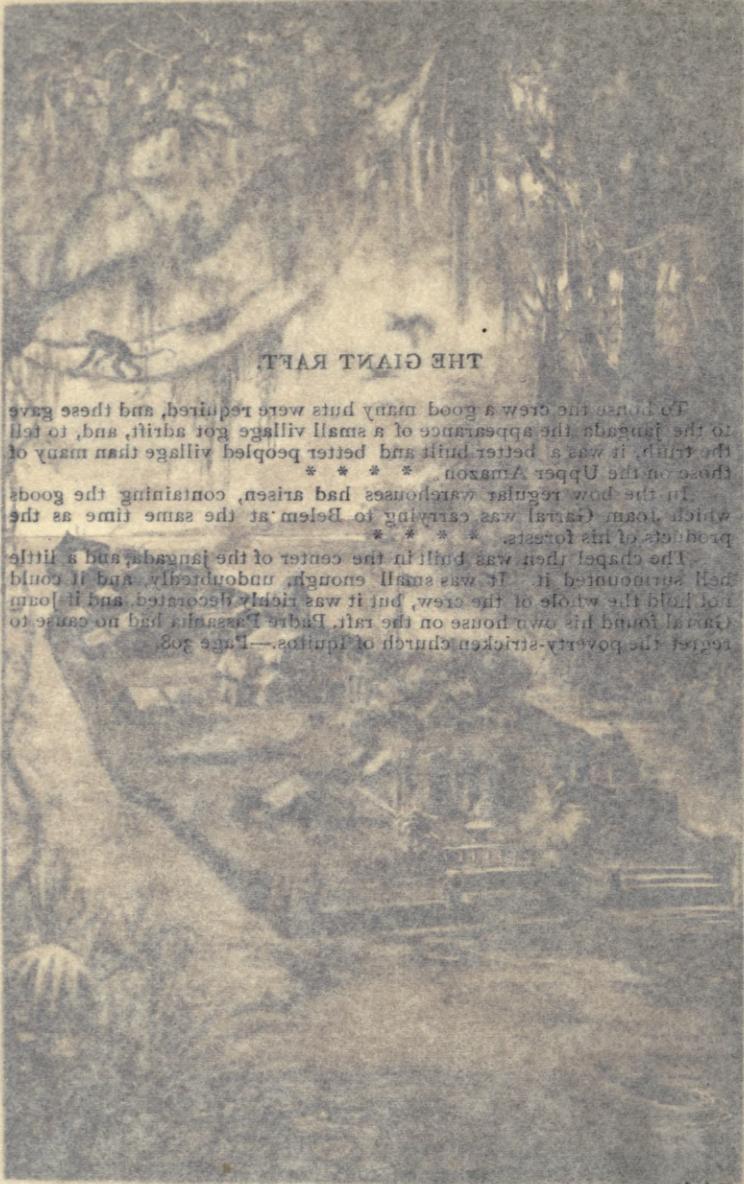 THE GIANT RAFT.
To house the crew a good many huts were required, and these gave
to the jangada the appearance of a small village got adrift, and, to tell
the truth, it was a better built and better peopled village than many of
those on the Upper Amazon. * * * *
In the bow regular warehouses had arisen, containing the goods
which Joam Garral was carrying to Belem at the same time as the
products of his forests. * * * *
The chapel then was built in the center of the jangada, and a little
bell surmounted it. It was small enough, undoubtedly, and it could
not hold the whole of the crew, but it was richly decorated, and if Joam
Garral found his own house on the raft, Padre Passanha had no cause to
regret the poverty-stricken church of Iquitos.—Page 308.